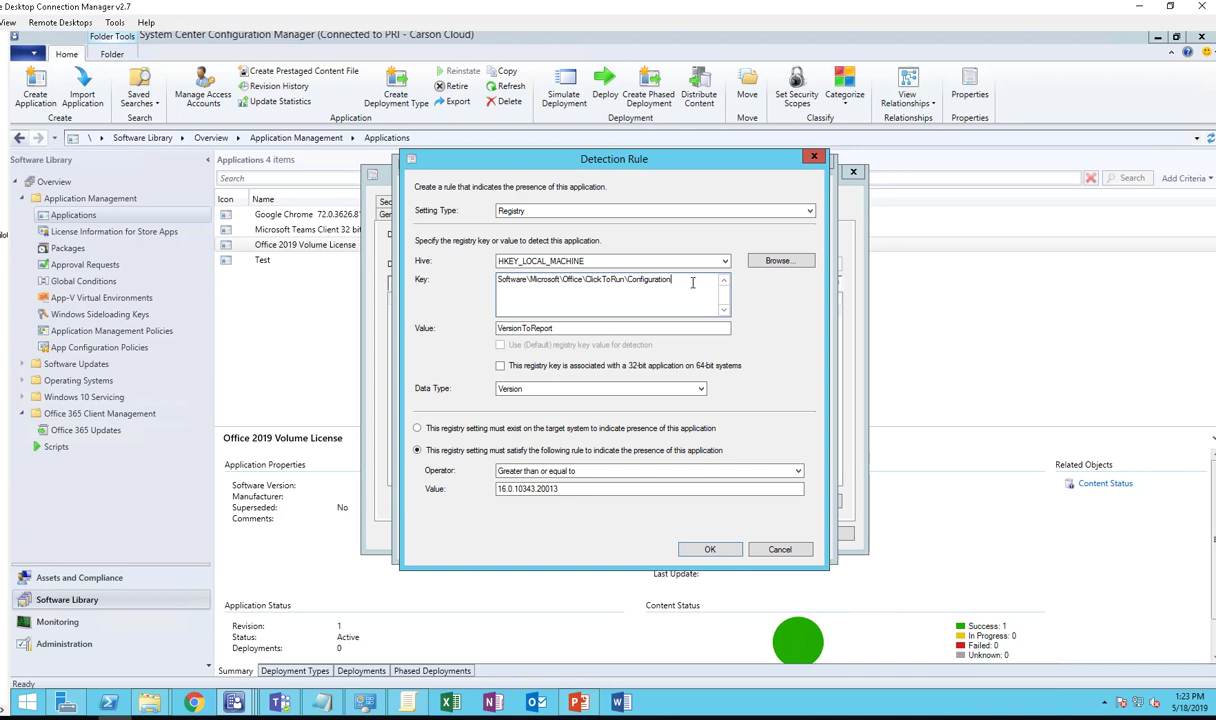 e Desktop Connection Manager v2.7
View Remote Desktops Tools Help
Folder Tools System Center Configuration Manager (Connected to PRI - Carson Cloud)
Home Folder
Create Application
Import Application
Create
Saved Searches
Search
Manage Access Accounts
Create Prestaged Content File
Revision History
Update Statistics
Create Deployment Type
Reinstate
Retire
Export
Copy
Refresh
Delete
Application
Simulate Deployment
Deploy
Create Phased Deployment
Distribute Content
Deployment
Move
Move
Set Security Scopes
Categorize
Classify
View Relationships
Relationships
Properties
Properties
\ Software Library Overview Application Management Applications
Software Library
Overview
Application Management
Applications
License Information for Store Apps
Packages
Approval Requests
Global Conditions
App-V Virtual Environments
Windows Sideloading Keys
Application Management Policies
App Configuration Policies
Software Updates
Operating Systems
Windows 10 Servicing
Office 365 Client Management
Office 365 Updates
Scripts
Assets and Compliance
Software Library
Monitoring
Administration
Applications 4 items
Search
Search
Add Criteria
Icon Name
Google Chrome 72.0.3626.8
Microsoft Teams Client 32 bit
Office 2019 Volume License
Test
Detection Rule
Create a rule that indicates the presence of this application.
Setting Type: Registry
Specify the registry key or value to detect this application.
Hive: HKEY_LOCAL_MACHINE Browse...
Key: Software\Microsoft\Office\ClickToRun\Configuration
Value: VersionToReport
Use (Default) registry key value for detection
This registry key is associated with a 32-bit application on 64-bit systems
Data Type: Version
This registry setting must exist on the target system to indicate presence of this application
This registry setting must satisfy the following rule to indicate the presence of this application
Operator: Greater than or equal to
Value: 16.0.10343.20013
OK Cancel
Office 2019 Volume License
Application Properties
Software Version:
Manufacturer:
Superseded: No
Comments:
Last Update:
Related Objects
Content Status
Application Status
Revision: 1
Status: Active
Deployments: 0
Content Status
Success: 1
In Progress: 0
Failed: 0
Unknown: 0
Summary Deployment Types Deployments Phased Deployments
Ready
1:23 PM
5/18/2019